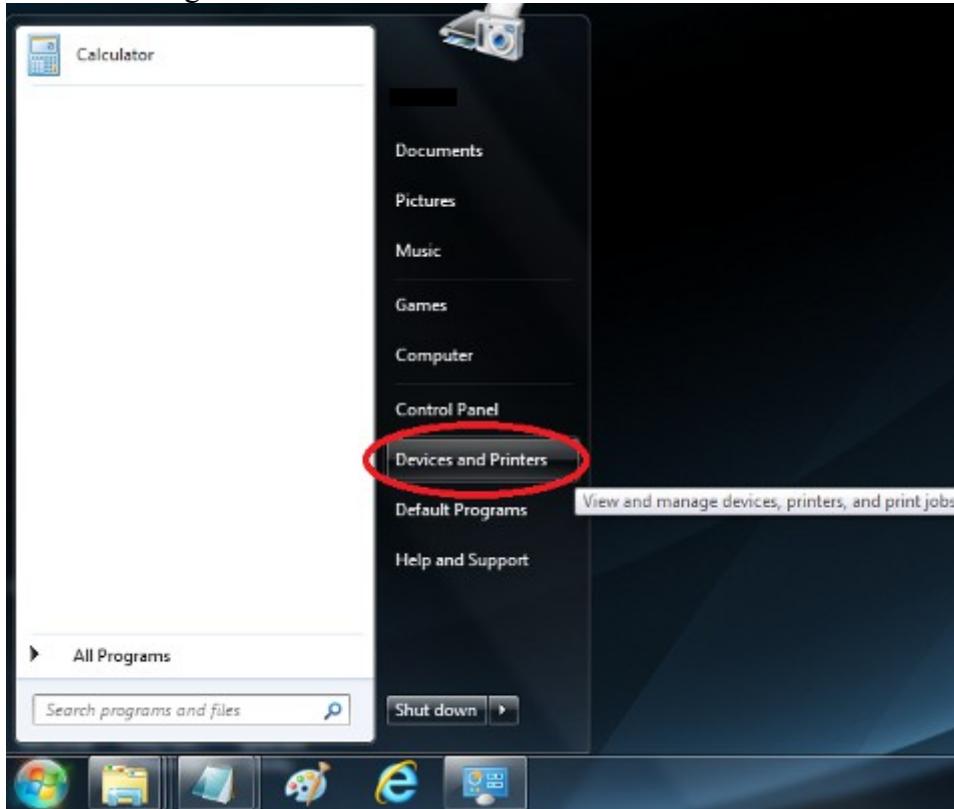 Calculator
Documents
Pictures
Music
Games
Computer
Control Panel
Devices and Printers
View and manage devices, printers, and print jobs
Default Programs
Help and Support
All Programs
Search programs and files
Shut down